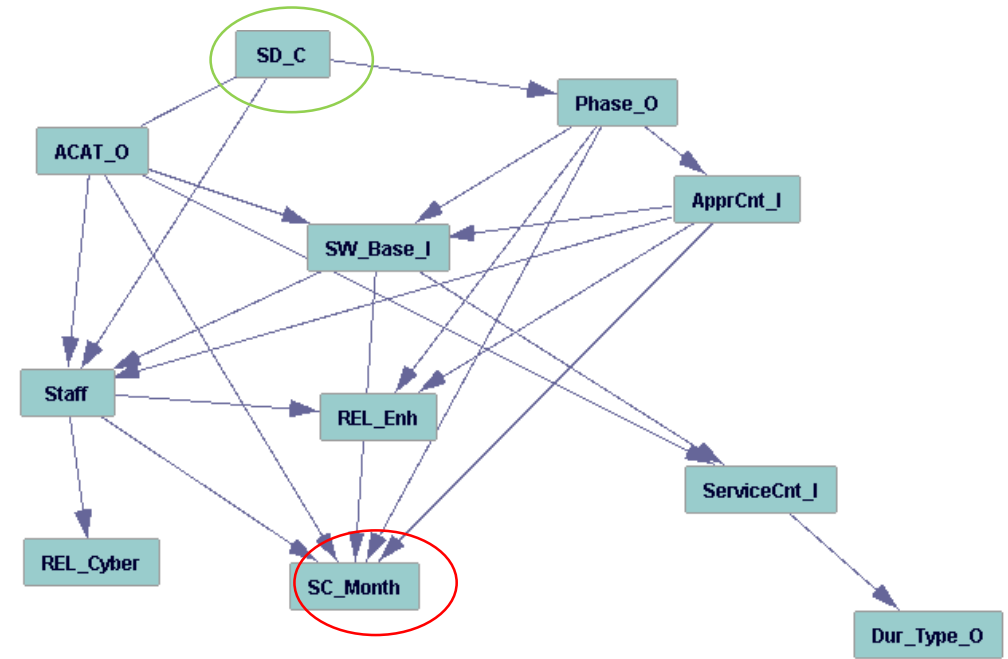 SD_C
Phase_O
ACAT_O
ApprCnt_I
SW_Base_I
Staff
REL_Enh
ServiceCnt_I
REL_Cyber
SC_Month
Dur_Type_O